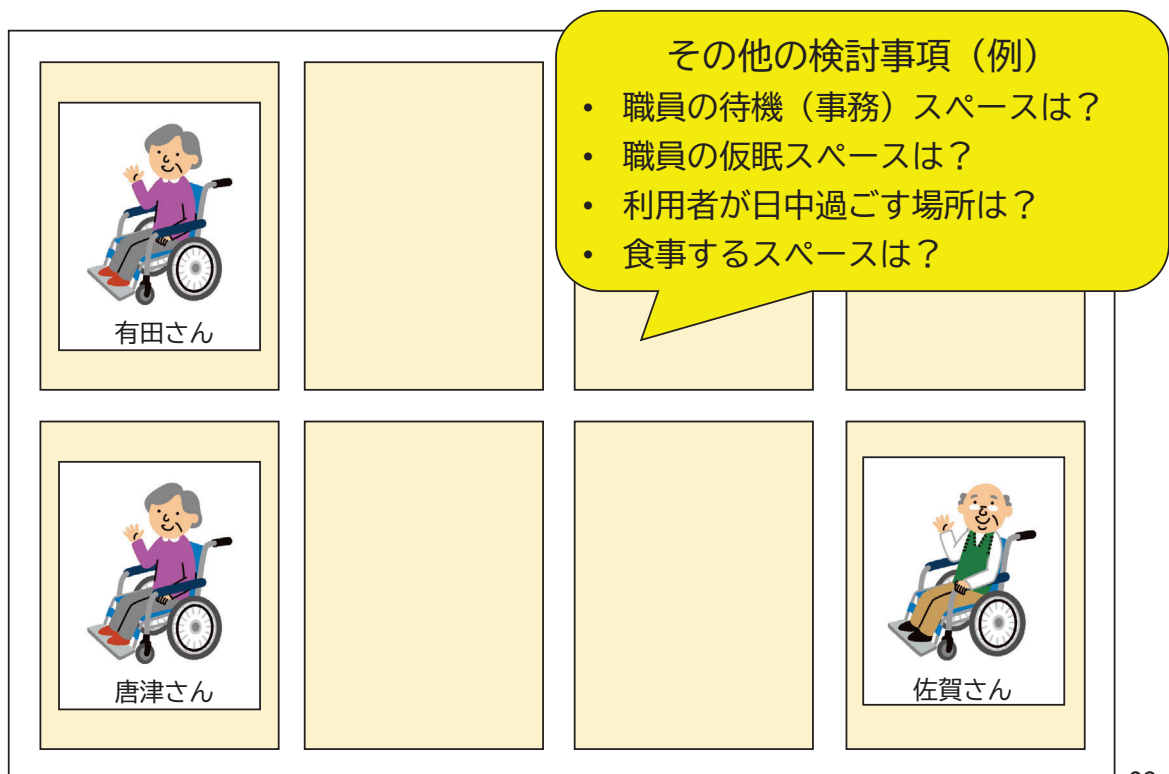 その他の検討事項（例）
• 職員の待機（事務）スペースは？
• 職員の仮眠スペースは？
• 利用者が日中過ごす場所は？
• 食事するスペースは？
有田さん
唐津さん
佐賀さん